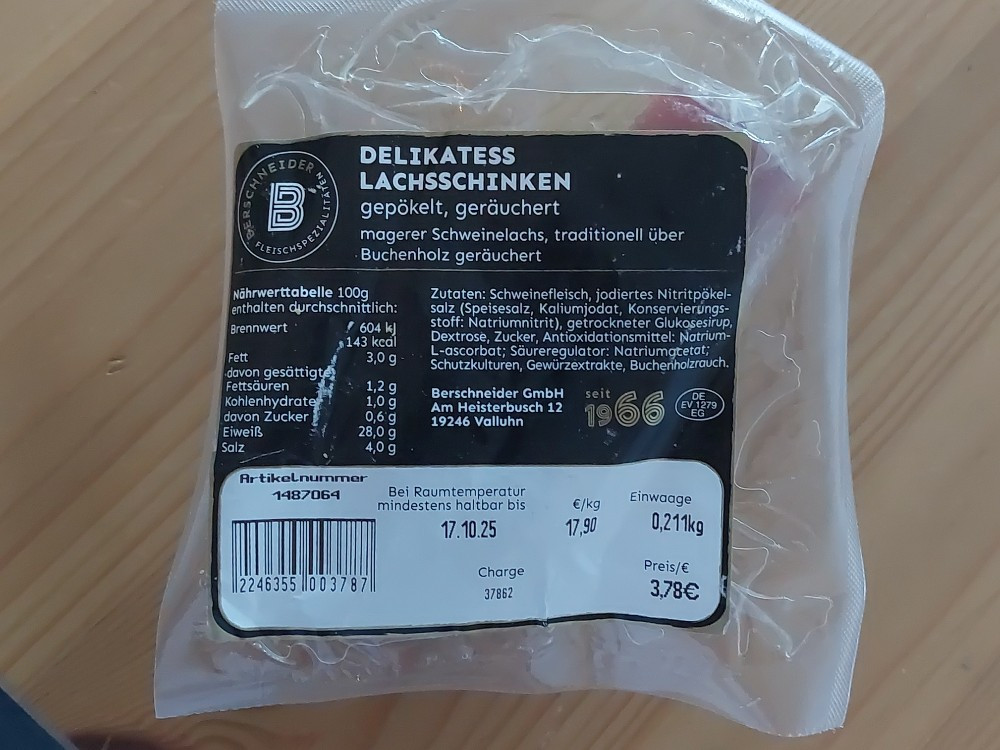 BERSCHNEIDER
B
FLEISCHSPEZIALITÄTEN
DELIKATESS
LACHSSCHINKEN
gepökelt, geräuchert
magerer Schweinelachs, traditionell über
Buchenholz geräuchert
Nährwerttabelle 100g
enthalten durchschnittlich:
Brennwert 604 kJ
143 kcal
Fett 3,0 g
davon gesättigte
Fettsäuren 1,2 g
Kohlenhydrate 1,0 g
davon Zucker 0,6 g
Eiweiß 28,0 g
Salz 4,0 g
Zutaten: Schweinefleisch, jodiertes Nitritpökel-
salz (Speisesalz, Kaliumjodat, Konservierungs-
stoff: Natriumnitrit), getrockneter Glukosesirup,
Dextrose, Zucker, Antioxidationsmittel: Natrium-
L-ascorbat; Säureregulator: Natriumacetat;
Schutzkulturen, Gewürzextrakte, Buchenholzrauch.
Berschneider GmbH
Am Heisterbusch 12
19246 Valluhn
seit
1966
DE
EV 1279
EG
Artikelnummer
1487064
Bei Raumtemperatur
mindestens haltbar bis
17.10.25
€/kg
17,90
Einwaage
0,211kg
Charge
37862
Preis/€
3,78€
2246355 003787